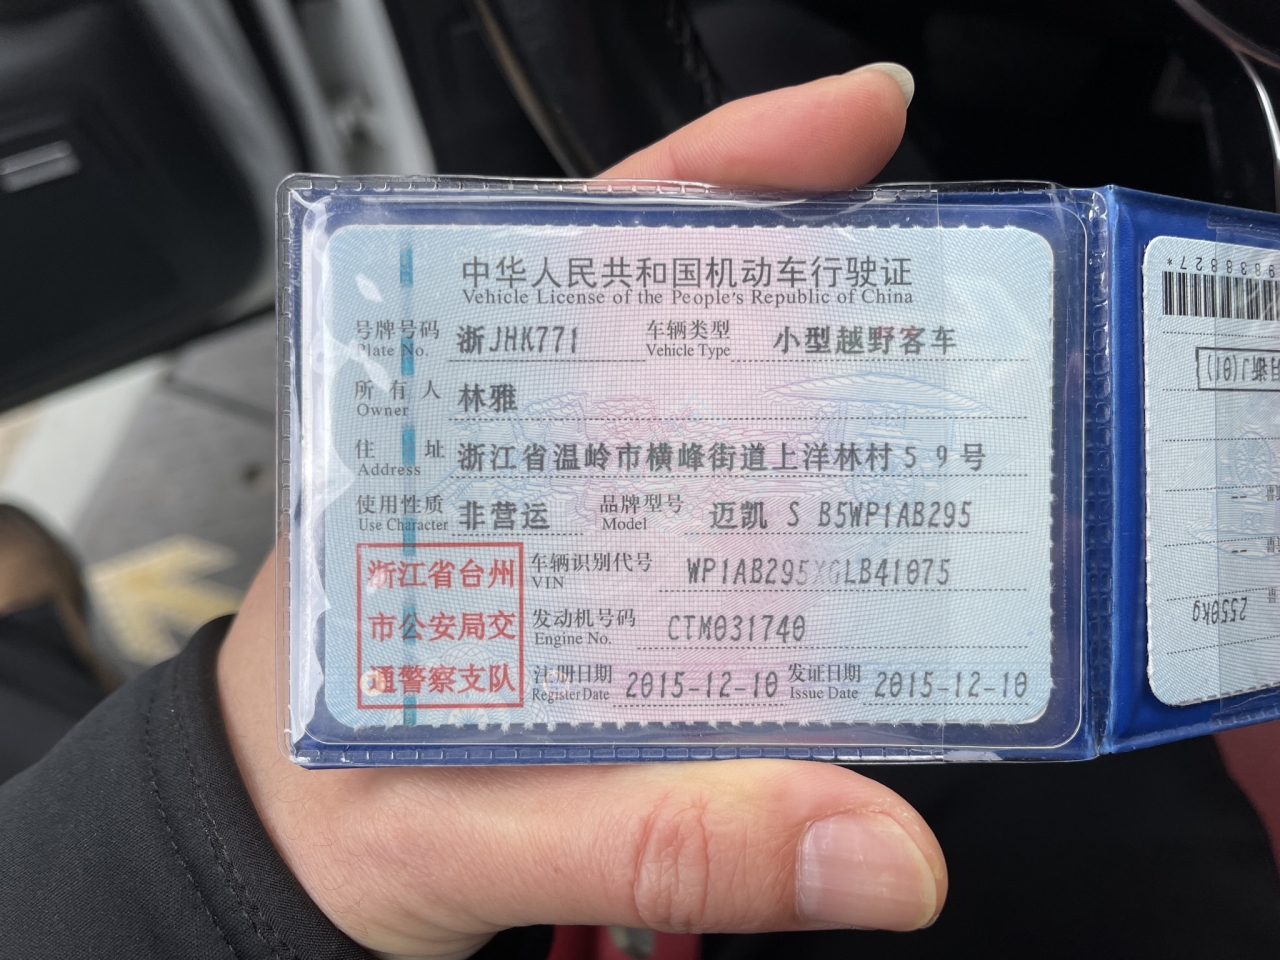 中华人民共和国机动车行驶证
Vehicle License of the People's Republic of China
号牌号码 浙JHK771 车辆类型 小型越野客车
Plate No. Vehicle Type
所有人 林雅
Owner
住址 浙江省温岭市横峰街道上洋林村59号
Address
使用性质 非营运 品牌型号 迈凯 S B5WP1AB295
Use Character Model
浙江省台州
市公安局交
通警察支队
车辆识别代号 WP1AB295XGLB41075
VIN
发动机号码 CTM031740
Engine No.
注册日期 2015-12-10 发证日期 2015-12-10
Register Date Issue Date
2550kg